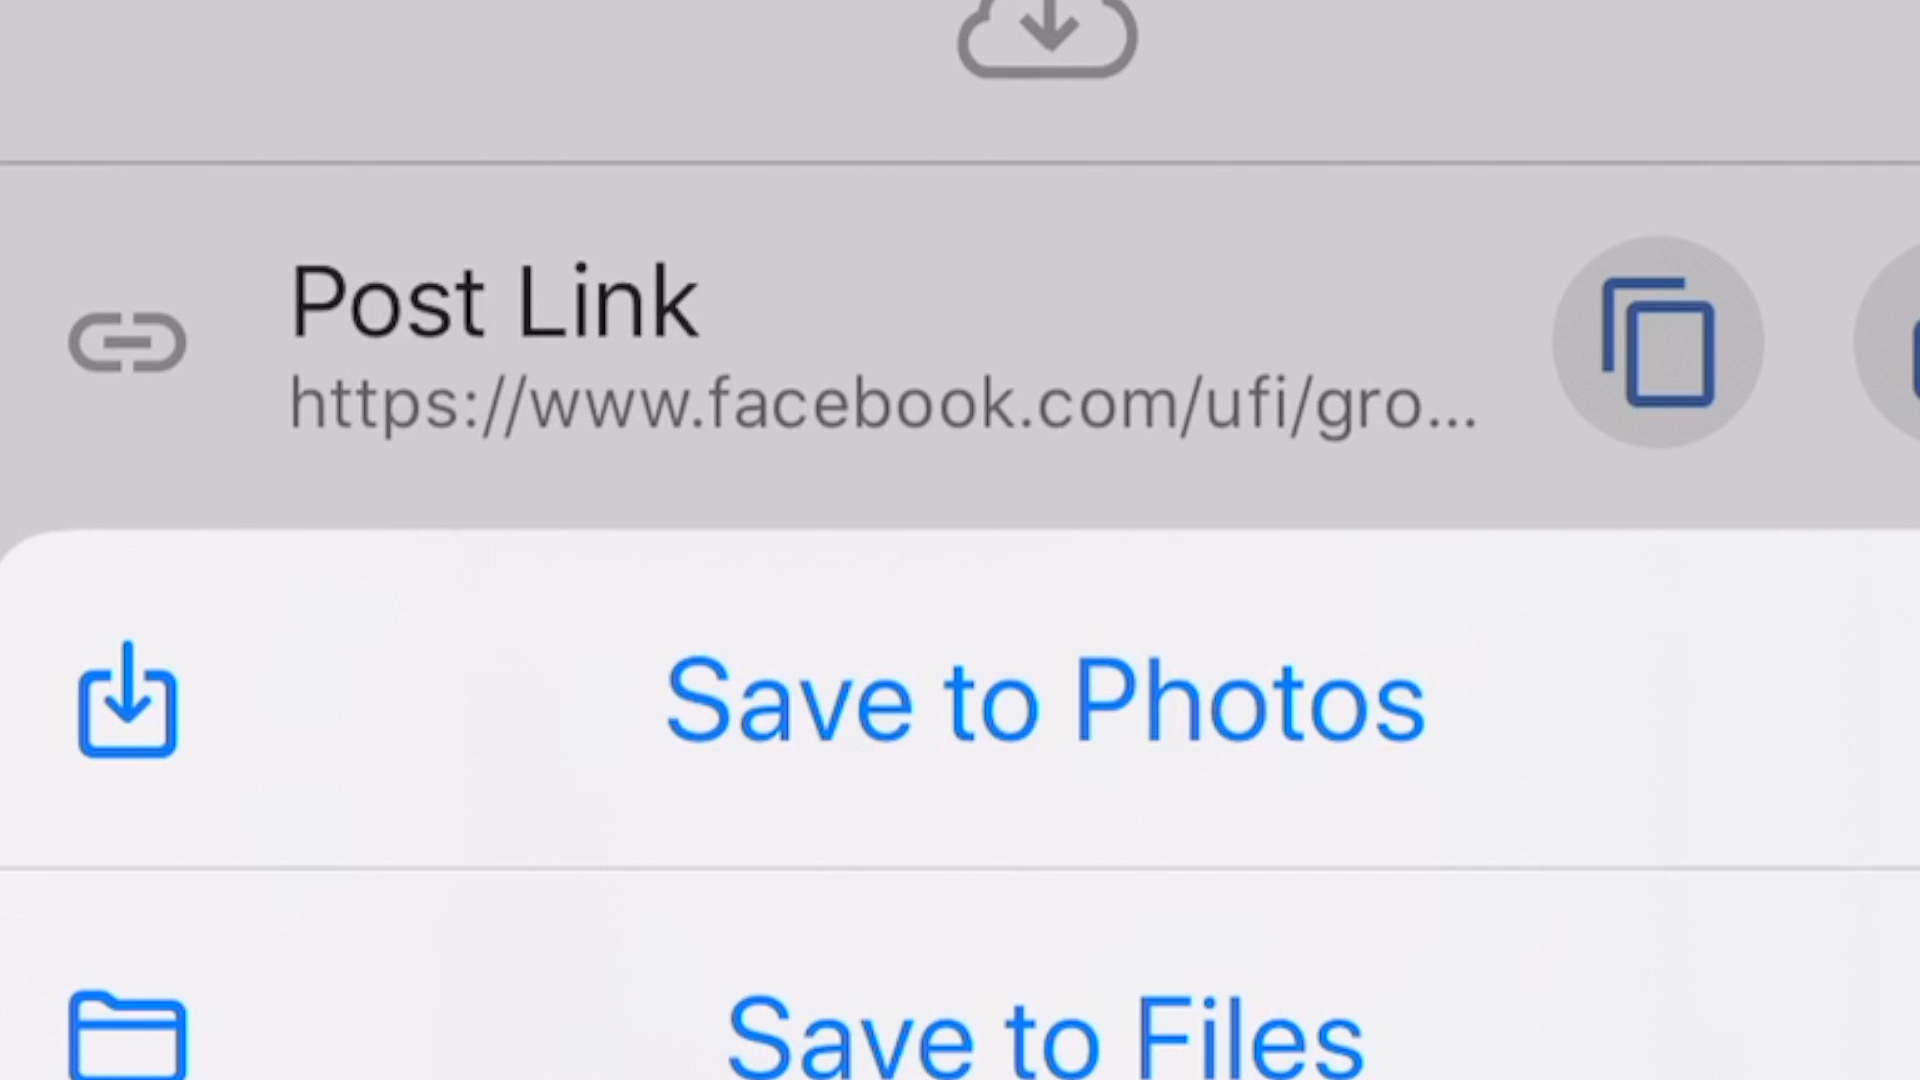 Post Link
https://www.facebook.com/ufi/gro...
Save to Photos
Save to Files